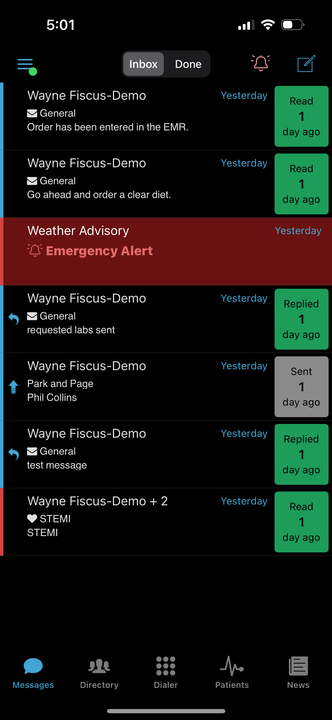 5:01
Inbox
Done
Wayne Fiscus-Demo
Yesterday
General
Order has been entered in the EMR.
Read
1
day ago
Wayne Fiscus-Demo
Yesterday
General
Go ahead and order a clear diet.
Read
1
day ago
Weather Advisory
Yesterday
Emergency Alert
Wayne Fiscus-Demo
Yesterday
General
requested labs sent
Replied
1
day ago
Wayne Fiscus-Demo
Yesterday
Park and Page
Phil Collins
Sent
1
day ago
Wayne Fiscus-Demo
Yesterday
General
test message
Replied
1
day ago
Wayne Fiscus-Demo + 2
Yesterday
STEMI
STEMI
Read
1
day ago
Messages
Directory
Dialer
Patients
News